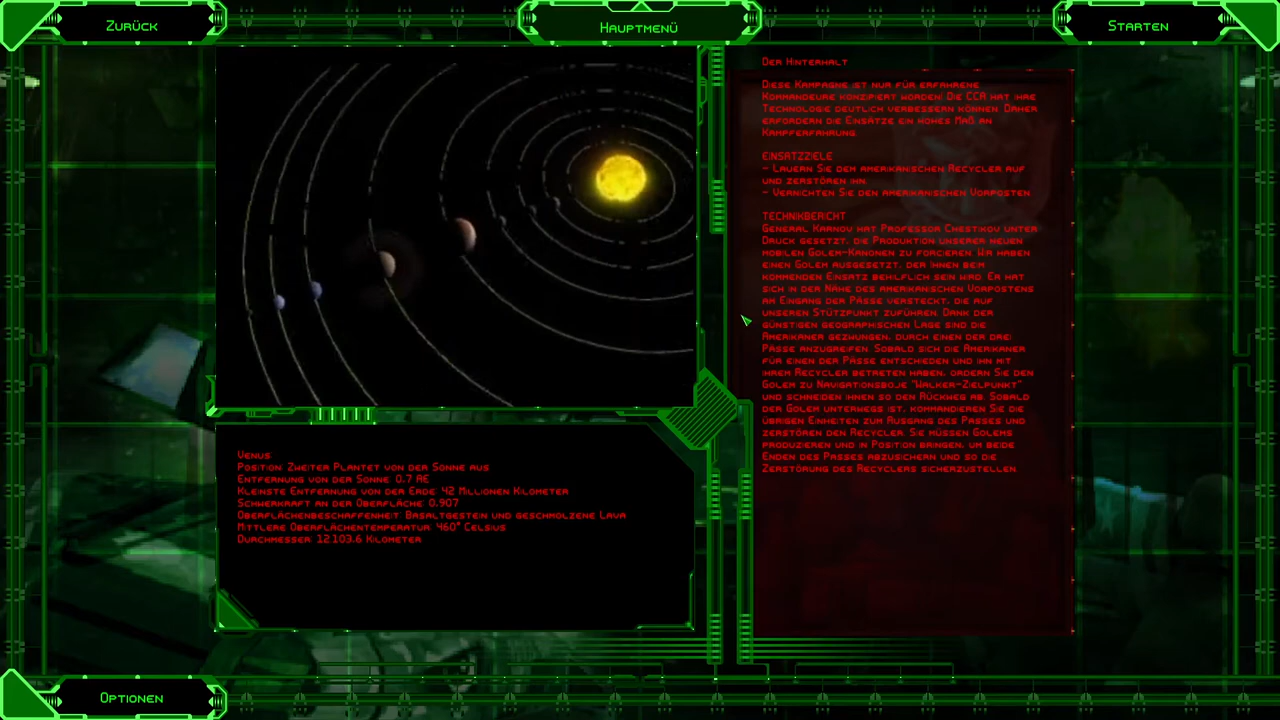 Zurück
Hauptmenü
Starten
Der Hinterhalt
Diese Kampagne ist nur für erfahrene
Kommandeure konzipiert worden! Die CCA hat ihre
Technologie deutlich verbessern können. Daher
erfordern die Einsätze ein hohes Maß an
Kampferfahrung.
EINSATZZIELE
- Lauern Sie dem amerikanischen Recycler auf
und zerstören ihn.
- Vernichten Sie den amerikanischen Vorposten
TECHNIKBERICHT
General Karnov hat Professor Chestikov unter
Druck gesetzt, die Produktion unserer neuen
mobilen Golem-Kanonen zu forcieren. Wir haben
einen Golem ausgesetzt, der Ihnen beim
kommenden Einsatz behilflich sein wird. Er hat
sich in der Nähe des amerikanischen Vorpostens
am Eingang der Pässe versteckt, die auf
unseren Stützpunkt zuführen. Dank der
günstigen geographischen Lage sind die
Amerikaner gezwungen, durch einen der drei
Pässe anzugreifen. Sobald sich die Amerikaner
für einen der Pässe entschieden und ihn mit
ihrem Recycler betreten haben, ordern Sie den
Golem zu Navigationsboje "Walker-Zielpunkt"
und schneiden ihnen so den Rückweg ab. Sobald
der Golem unterwegs ist, kommandieren Sie die
übrigen Einheiten zum Ausgang des Passes und
zerstören den Recycler. Sie müssen Golems
produzieren und in Position bringen, um beide
Enden des Passes abzusichern und so die
Zerstörung des Recyclers sicherzustellen.
Venus
Position: Zweiter Plantet von der Sonne aus
Entfernung von der Sonne: 0.7 AE
Kleinste Entfernung von der Erde: 42 Millionen Kilometer
Schwerkraft an der Oberfläche: 0.907
Oberflächenbeschaffenheit: Basaltgestein und geschmolzene Lava
Mittlere Oberflächentemperatur: 460° Celsius
Durchmesser: 12103.6 Kilometer
Optionen